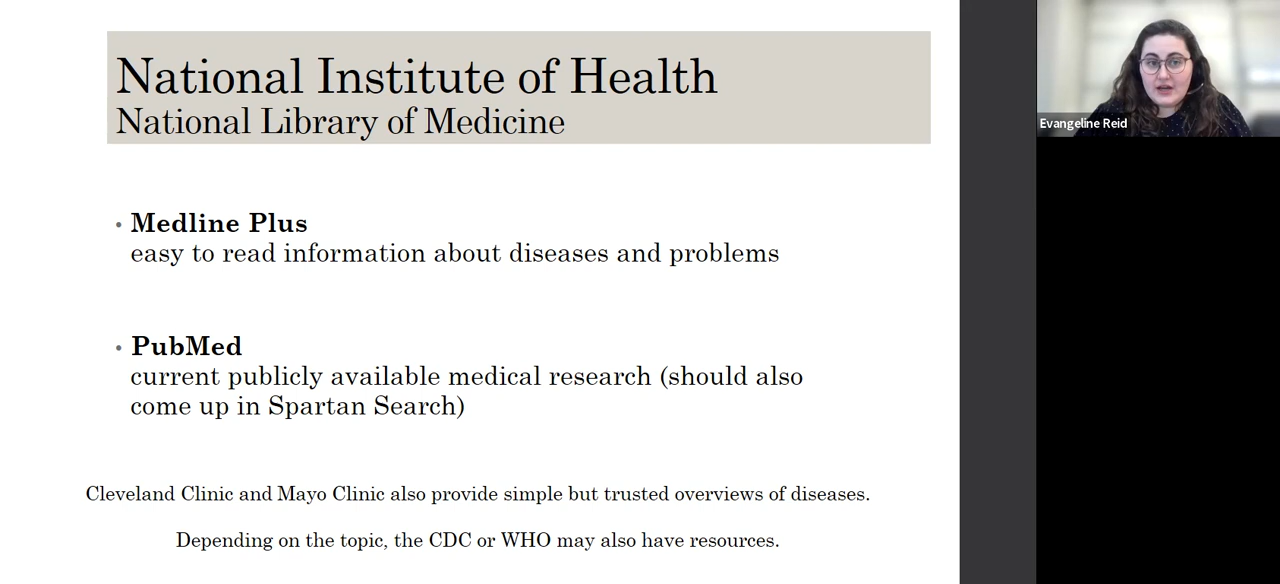 National Institute of Health
National Library of Medicine
Evangeline Reid
• Medline Plus
easy to read information about diseases and problems
• PubMed
current publicly available medical research (should also
come up in Spartan Search)
Cleveland Clinic and Mayo Clinic also provide simple but trusted overviews of diseases.
Depending on the topic, the CDC or WHO may also have resources.